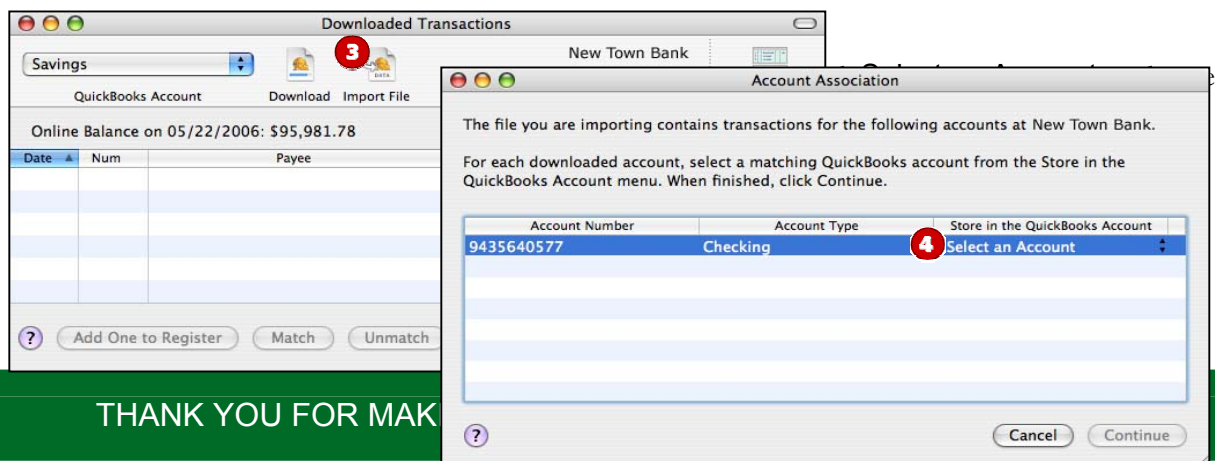 Downloaded Transactions
Savings
3
DATA
New Town Bank
QuickBooks Account
Download
Import File
Online Balance on 05/22/2006: $95,981.78
Date
Num
Payee
?
Add One to Register
Match
Unmatch
THANK YOU FOR MAK
Account Association
The file you are importing contains transactions for the following accounts at New Town Bank.
For each downloaded account, select a matching QuickBooks account from the Store in the
QuickBooks Account menu. When finished, click Continue.
Account Number
Account Type
Store in the QuickBooks Account
9435640577
Checking
4
Select an Account
?
Cancel
Continue